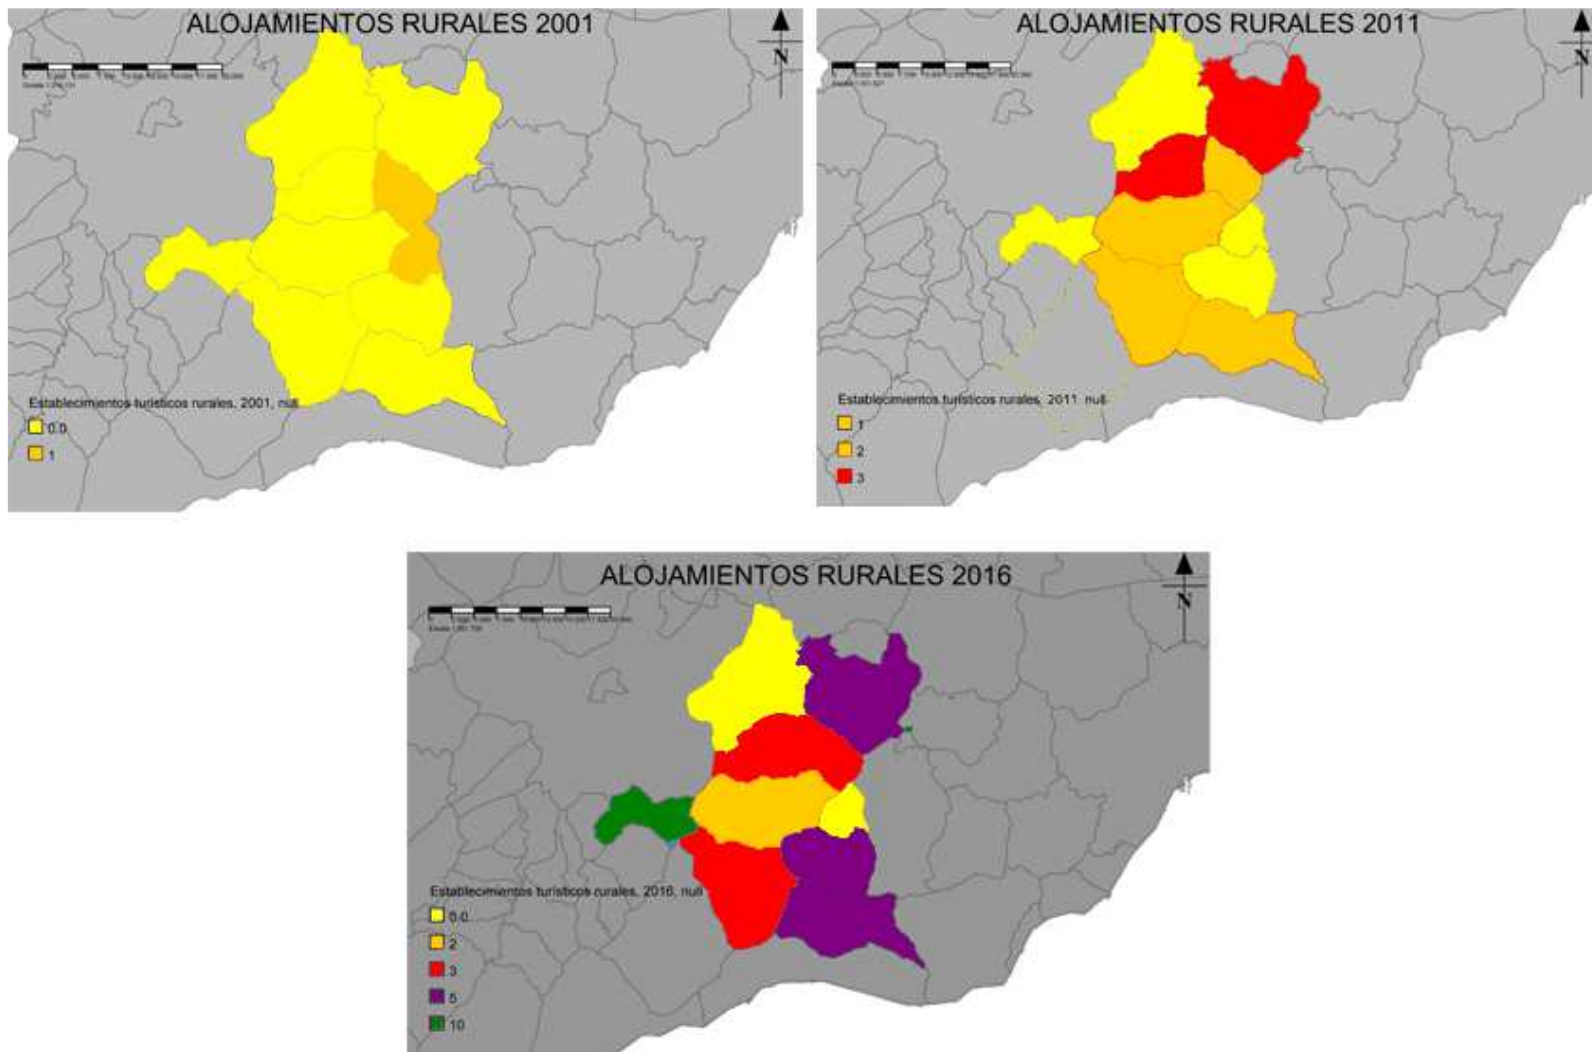 ALOJAMIENTOS RURALES 2001
N
Establecimientos turísticos rurales, 2001, null
0.0
1
ALOJAMIENTOS RURALES 2011
N
Establecimientos turísticos rurales, 2011, null
1
2
3
ALOJAMIENTOS RURALES 2016
N
Establecimientos turísticos rurales, 2016, null
0.0
2
3
5
10